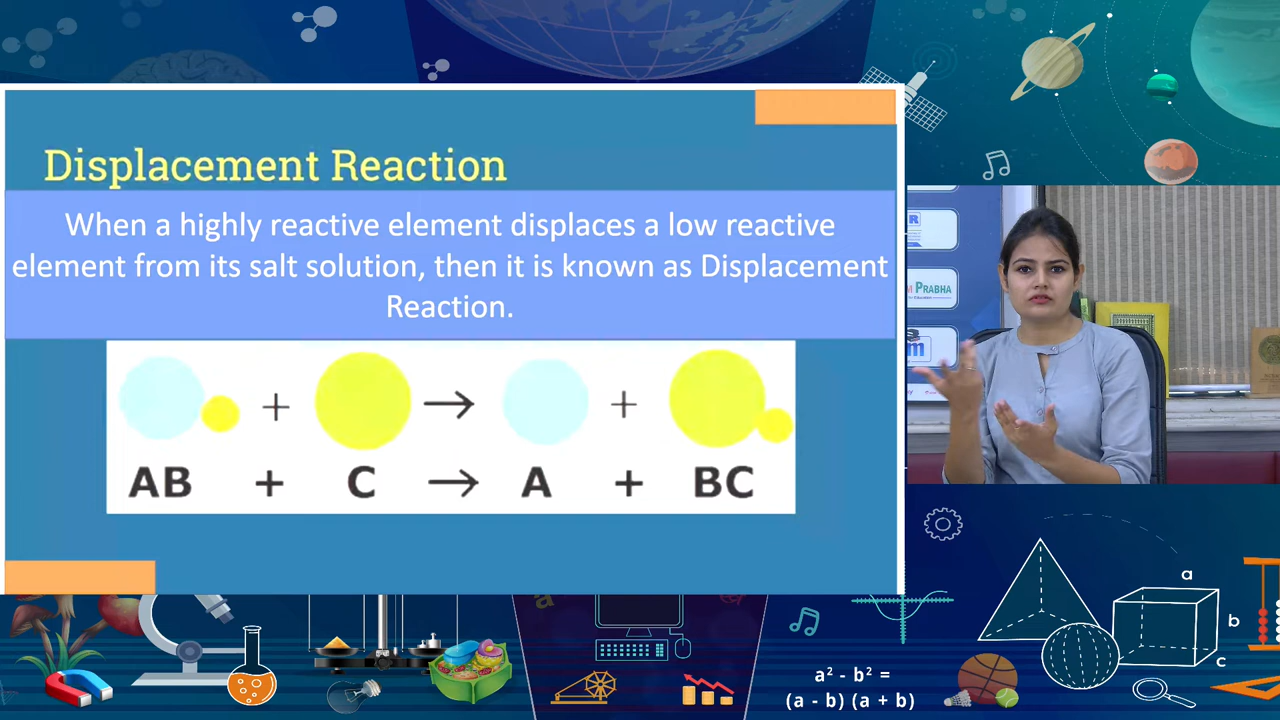 Displacement Reaction
When a highly reactive element displaces a low reactive
element from its salt solution, then it is known as Displacement
Reaction.
+ → +
AB + C → A + BC
R
M PRABHA
m
a
b
c
a² - b² =
(a - b) (a + b)